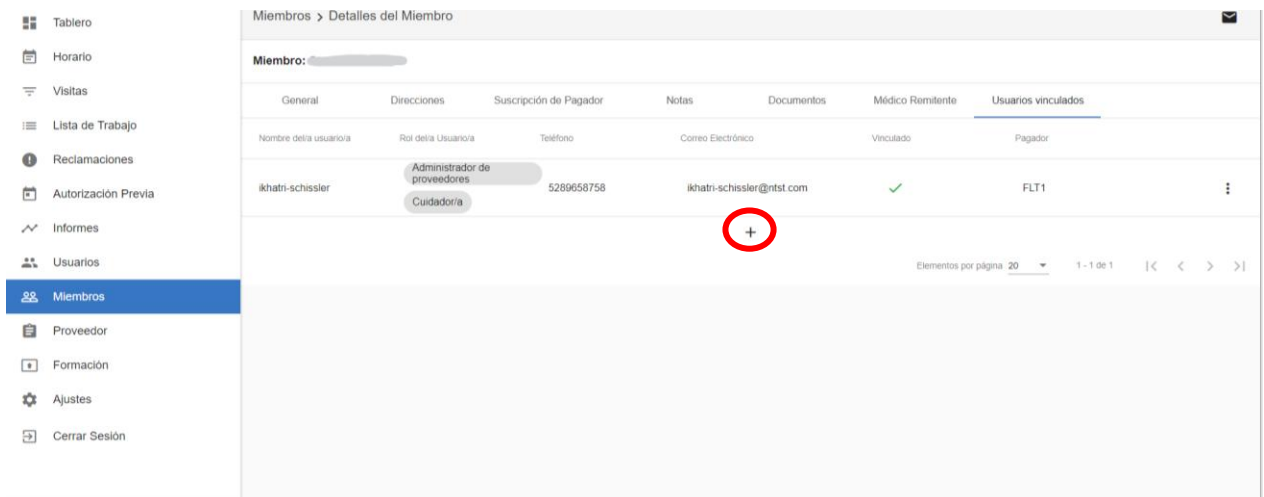 Tablero
Horario
Visitas
Lista de Trabajo
Reclamaciones
Autorización Previa
Informes
Usuarios
Miembros
Proveedor
Formación
Ajustes
Cerrar Sesión
Miembros > Detalles del Miembro
Miembro:
General Direcciones Suscripción de Pagador Notas Documentos Médico Remitente Usuarios vinculados
Nombre del/a usuario/a Rol del/a Usuario/a Teléfono Correo Electrónico Vinculado Pagador
Administrador de
proveedores
ikhatri-schissler 5289658758 ikhatri-schissler@ntst.com FLT1
Cuidador/a
+
Elementos por página 20 1 - 1 de 1